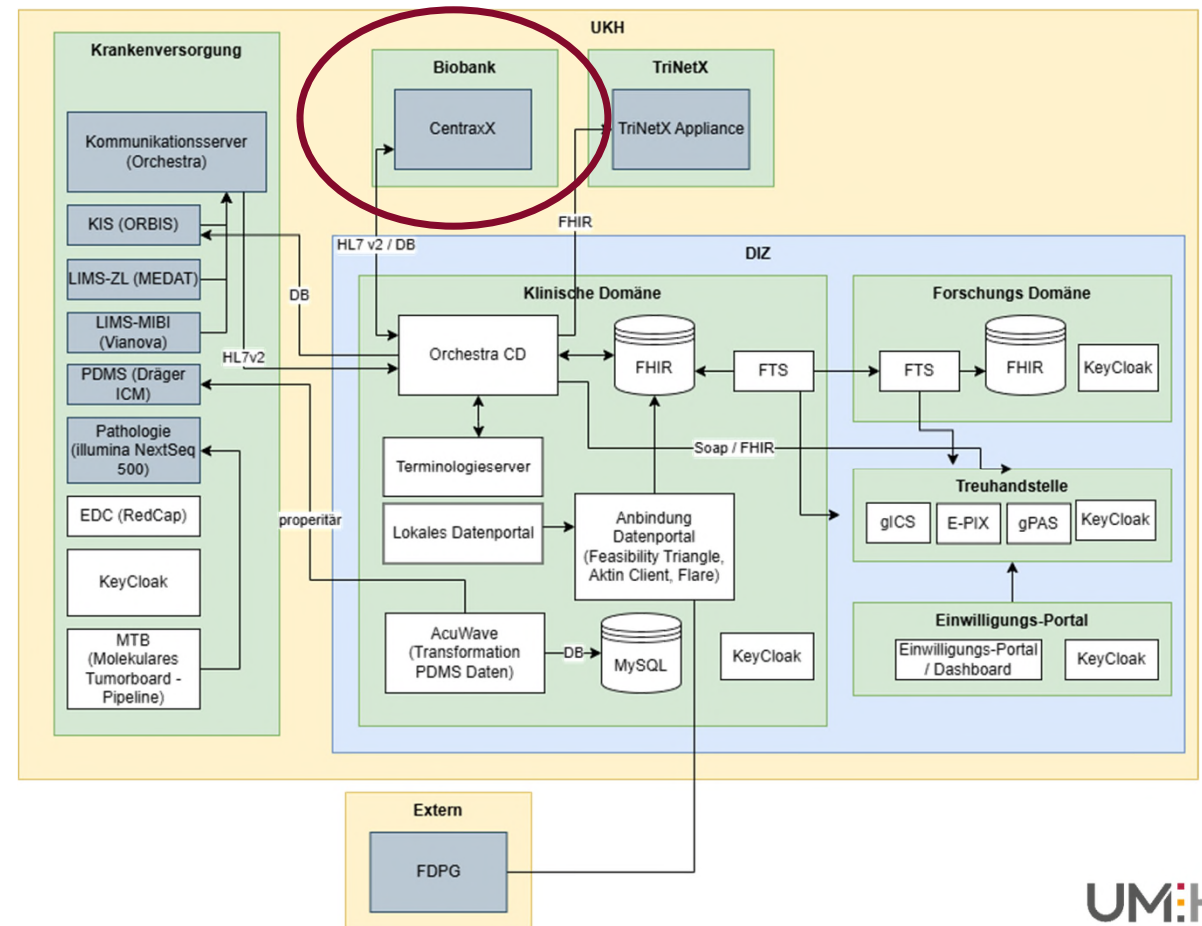 UKH
Krankenversorgung
Kommunikationsserver
(Orchestra)
KIS (ORBIS)
LIMS-ZL (MEDAT)
LIMS-MIBI
(Vianova)
PDMS (Dräger
ICM)
Pathologie
(illumina NextSeq
500)
EDC (RedCap)
KeyCloak
MTB
(Molekulares
Tumorboard -
Pipeline)
Biobank
CentraxX
TriNetX
TriNetX Appliance
HL7 v2 / DB
FHIR
DB
HL7v2
properitär
DIZ
Klinische Domäne
Orchestra CD
FHIR
FTS
Terminologieserver
Lokales Datenportal
Anbindung
Datenportal
(Feasibility Triangle,
Aktin Client, Flare)
AcuWave
(Transformation
PDMS Daten)
DB
MySQL
KeyCloak
Soap / FHIR
Forschungs Domäne
FTS
FHIR
KeyCloak
Treuhandstelle
gICS
E-PIX
gPAS
KeyCloak
Einwilligungs-Portal
Einwilligungs-Portal
/ Dashboard
KeyCloak
Extern
FDPG